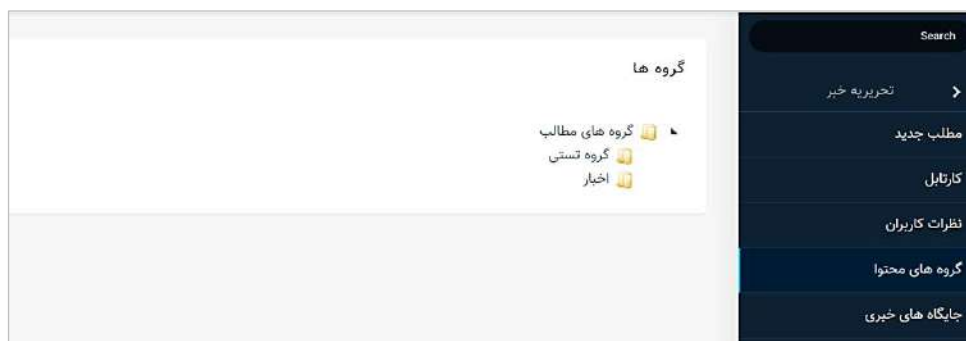 Search
تحریریه خبر
مطلب جدید
کارتابل
نظرات کاربران
گروه های محتوا
جایگاه های خبری
گروه ها
گروه های مطالب
گروه تستی
اخبار